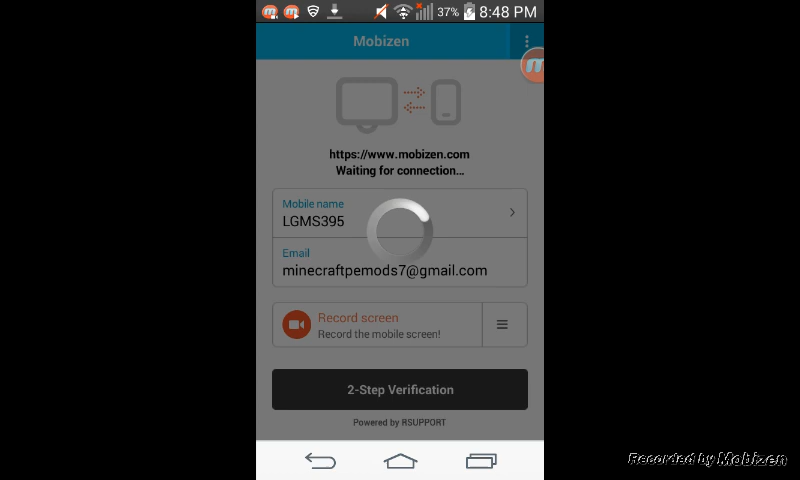 37% 8:48 PM
Mobizen
https://www.mobizen.com
Waiting for connection...
Mobile name
LGMS395
Email
minecraftpemods7@gmail.com
Record screen
Record the mobile screen!
2-Step Verification
Powered by RSUPPORT
Recorded by Mobizen